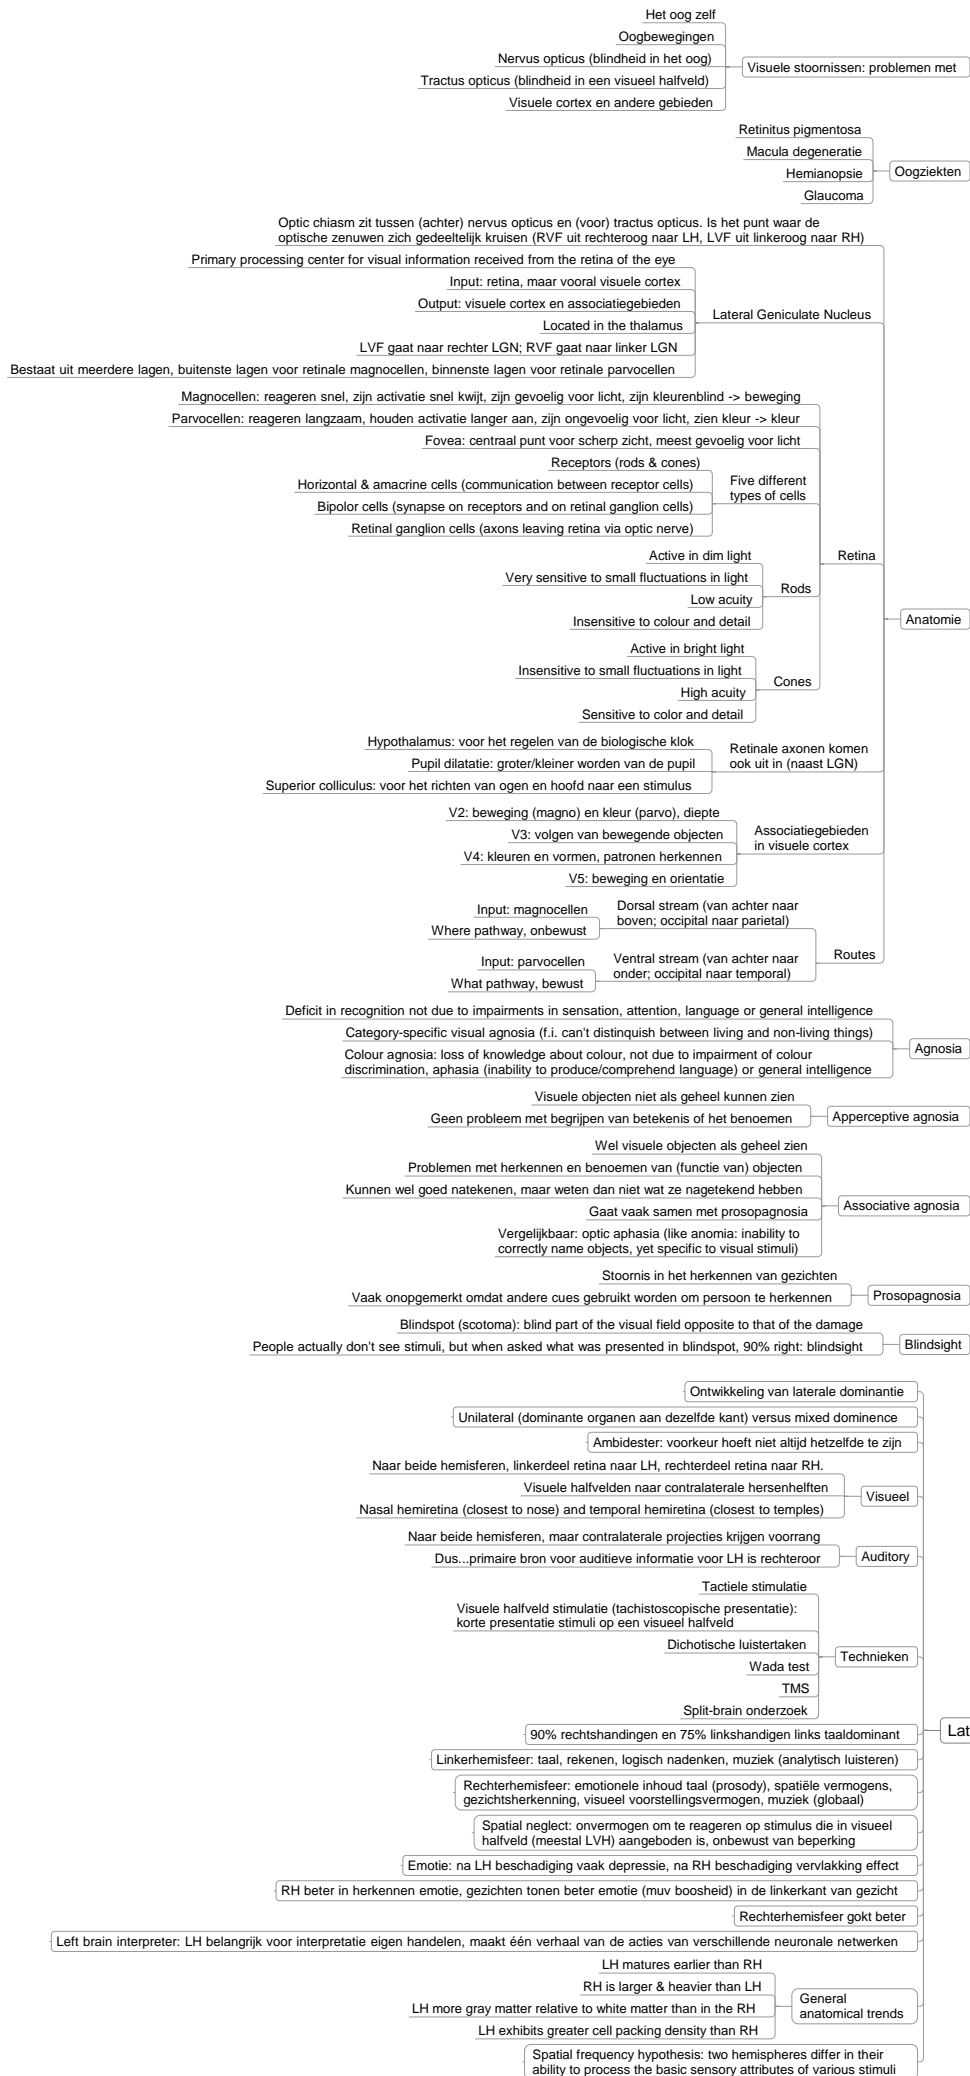 Het oog zelf
Oogbewegingen
Nervus opticus (blindheid in het oog)
Tractus opticus (blindheid in een visueel halfveld)
Visuele cortex en andere gebieden
Visuele stoornissen: problemen met
Retinitus pigmentosa
Macula degeneratie
Hemianopsie
Glaucoma
Oogziekten
Optic chiasm zit tussen (achter) nervus opticus en (voor) tractus opticus. Is het punt waar de
optische zenuwen zich gedeeltelijk kruisen (RVF uit rechteroog naar LH, LVF uit linkeroog naar RH)
Primary processing center for visual information received from the retina of the eye
Input: retina, maar vooral visuele cortex
Output: visuele cortex en associatiegebieden
Located in the thalamus
LVF gaat naar rechter LGN; RVF gaat naar linker LGN
Bestaat uit meerdere lagen, buitenste lagen voor retinale magnocellen, binnenste lagen voor retinale parvocellen
Lateral Geniculate Nucleus
Magnocellen: reageren snel, zijn activatie snel kwijt, zijn gevoelig voor licht, zijn kleurenblind -> beweging
Parvocellen: reageren langzaam, houden activatie langer aan, zijn ongevoelig voor licht, zien kleur -> kleur
Fovea: centraal punt voor scherp zicht, meest gevoelig voor licht
Receptors (rods & cones)
Horizontal & amacrine cells (communication between receptor cells)
Bipolor cells (synapse on receptors and on retinal ganglion cells)
Retinal ganglion cells (axons leaving retina via optic nerve)
Five different
types of cells
Active in dim light
Very sensitive to small fluctuations in light
Low acuity
Insensitive to colour and detail
Rods
Active in bright light
Insensitive to small fluctuations in light
High acuity
Sensitive to color and detail
Cones
Retina
Hypothalamus: voor het regelen van de biologische klok
Pupil dilatatie: groter/kleiner worden van de pupil
Superior colliculus: voor het richten van ogen en hoofd naar een stimulus
Retinale axonen komen
ook uit in (naast LGN)
V2: beweging (magno) en kleur (parvo), diepte
V3: volgen van bewegende objecten
V4: kleuren en vormen, patronen herkennen
V5: beweging en orientatie
Associatiegebieden
in visuele cortex
Input: magnocellen
Where pathway, onbewust
Dorsal stream (van achter naar
boven; occipital naar parietal)
Input: parvocellen
What pathway, bewust
Ventral stream (van achter naar
onder; occipital naar temporal)
Routes
Anatomie
Deficit in recognition not due to impairments in sensation, attention, language or general intelligence
Category-specific visual agnosia (f.i. can't distinquish between living and non-living things)
Colour agnosia: loss of knowledge about colour, not due to impairment of colour
discrimination, aphasia (inability to produce/comprehend language) or general intelligence
Agnosia
Visuele objecten niet als geheel kunnen zien
Geen probleem met begrijpen van betekenis of het benoemen
Apperceptive agnosia
Wel visuele objecten als geheel zien
Problemen met herkennen en benoemen van (functie van) objecten
Kunnen wel goed natekenen, maar weten dan niet wat ze nagetekend hebben
Gaat vaak samen met prosopagnosia
Vergelijkbaar: optic aphasia (like anomia: inability to
correctly name objects, yet specific to visual stimuli)
Associative agnosia
Stoornis in het herkennen van gezichten
Vaak onopgemerkt omdat andere cues gebruikt worden om persoon te herkennen
Prosopagnosia
Blindspot (scotoma): blind part of the visual field opposite to that of the damage
People actually don't see stimuli, but when asked what was presented in blindspot, 90% right: blindsight
Blindsight
Ontwikkeling van laterale dominantie
Unilateral (dominante organen aan dezelfde kant) versus mixed dominence
Ambidester: voorkeur hoeft niet altijd hetzelfde te zijn
Naar beide hemisferen, linkerdeel retina naar LH, rechterdeel retina naar RH.
Visuele halfvelden naar contralaterale hersenhelften
Nasal hemiretina (closest to nose) and temporal hemiretina (closest to temples)
Visueel
Naar beide hemisferen, maar contralaterale projecties krijgen voorrang
Dus...primaire bron voor auditieve informatie voor LH is rechteroor
Auditory
Tactiele stimulatie
Visuele halfveld stimulatie (tachistoscopische presentatie):
korte presentatie stimuli op een visueel halfveld
Dichotische luistertaken
Wada test
TMS
Split-brain onderzoek
Technieken
90% rechtshandingen en 75% linkshandigen links taaldominant
Lat
Linkerhemisfeer: taal, rekenen, logisch nadenken, muziek (analytisch luisteren)
Rechterhemisfeer: emotionele inhoud taal (prosody), spatiële vermogens,
gezichtsherkenning, visueel voorstellingsvermogen, muziek (globaal)
Spatial neglect: onvermogen om te reageren op stimulus die in visueel
halfveld (meestal LVH) aangeboden is, onbewust van beperking
Emotie: na LH beschadiging vaak depressie, na RH beschadiging vervlakking effect
RH beter in herkennen emotie, gezichten tonen beter emotie (muv boosheid) in de linkerkant van gezicht
Rechterhemisfeer gokt beter
Left brain interpreter: LH belangrijk voor interpretatie eigen handelen, maakt één verhaal van de acties van verschillende neuronale netwerken
LH matures earlier than RH
RH is larger & heavier than LH
LH more gray matter relative to white matter than in the RH
LH exhibits greater cell packing density than RH
General
anatomical trends
Spatial frequency hypothesis: two hemispheres differ in their
ability to process the basic sensory attributes of various stimuli